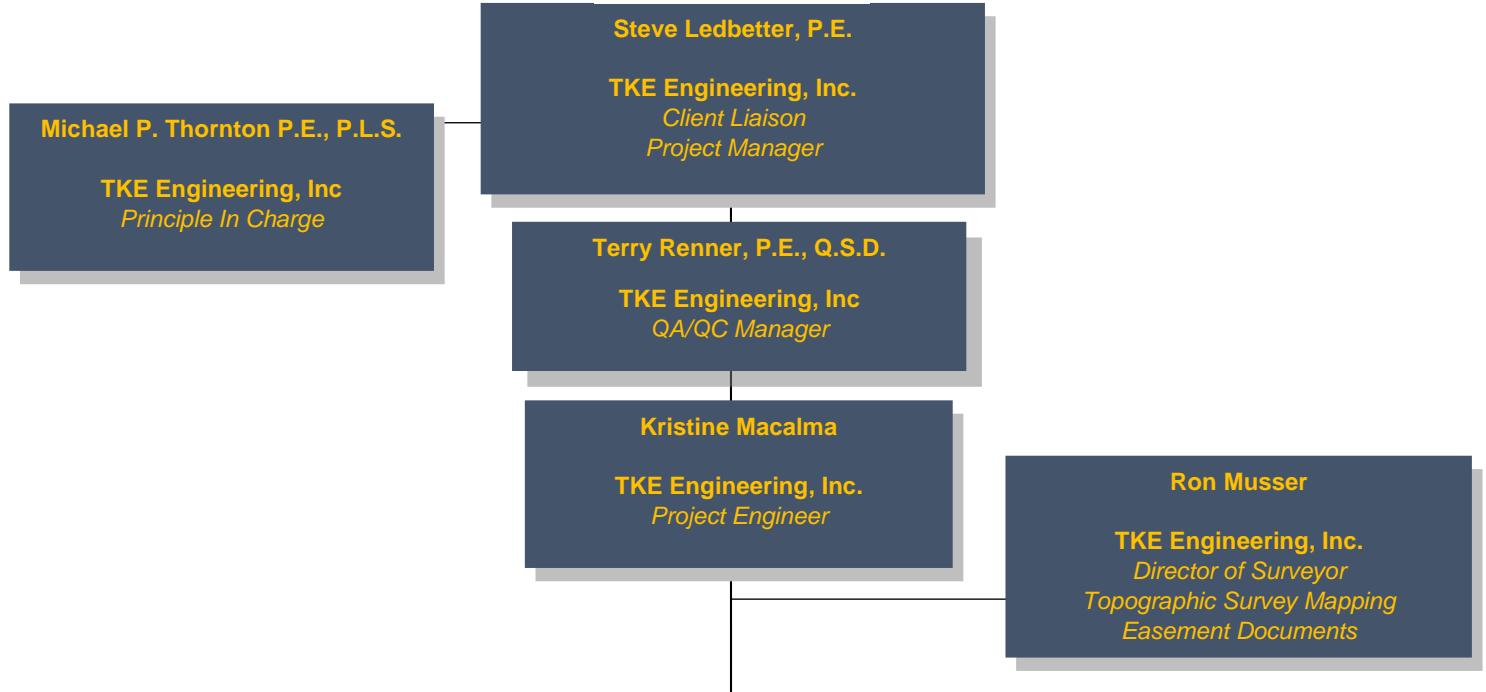 Steve Ledbetter, P.E.
TKE Engineering, Inc.
Client Liaison
Project Manager
Michael P. Thornton P.E., P.L.S.
TKE Engineering, Inc
Principle In Charge
Terry Renner, P.E., Q.S.D.
TKE Engineering, Inc
QA/QC Manager
Kristine Macalma
TKE Engineering, Inc.
Project Engineer
Ron Musser
TKE Engineering, Inc.
Director of Surveyor
Topographic Survey Mapping
Easement Documents